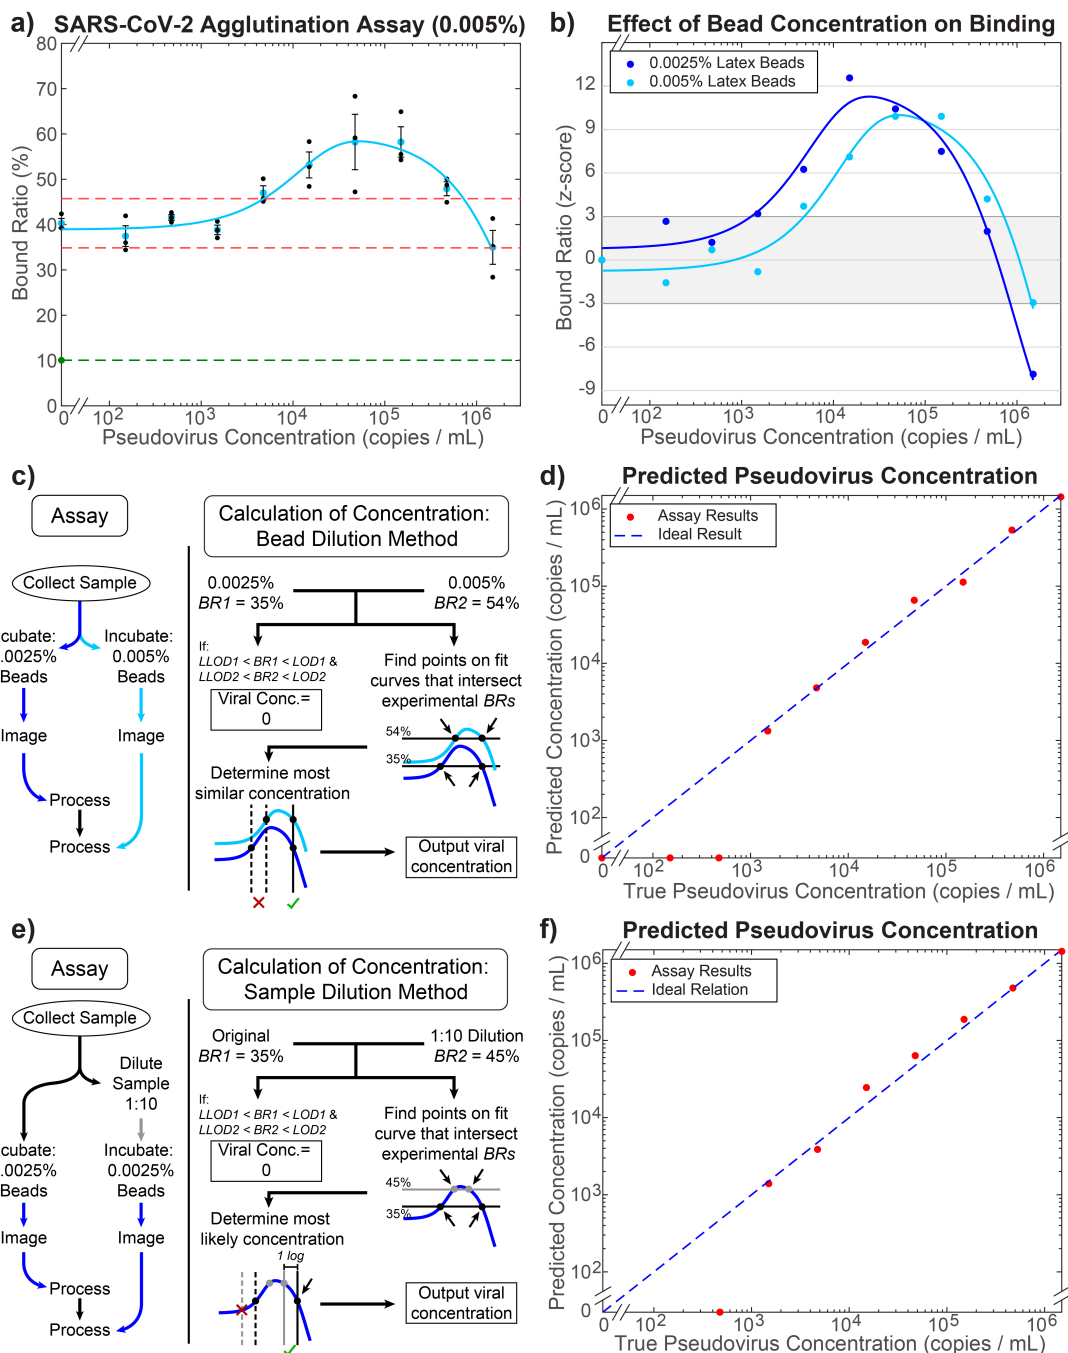 a) SARS-CoV-2 Agglutination Assay (0.005%)
80
70
60
50
40
30
20
10
0
Bound Ratio (%)
0 10² 10³ 10⁴ 10⁵ 10⁶
Pseudovirus Concentration (copies / mL)
b) Effect of Bead Concentration on Binding
0.0025% Latex Beads
0.005% Latex Beads
12
9
6
3
0
-3
-6
-9
Bound Ratio (z-score)
0 10² 10³ 10⁴ 10⁵ 10⁶
Pseudovirus Concentration (copies / mL)
c)
Assay
Collect Sample
cubate:
.0025%
Beads
Incubate:
0.005%
Beads
Image
Image
Process
Process
Calculation of Concentration:
Bead Dilution Method
0.0025%
BR1 = 35%
0.005%
BR2 = 54%
If:
LLOD1 < BR1 < LOD1 &
LLOD2 < BR2 < LOD2
Viral Conc.=
0
Find points on fit
curves that intersect
experimental BRs
54%
35%
Determine most
similar concentration
Output viral
concentration
d) Predicted Pseudovirus Concentration
Assay Results
Ideal Result
10⁶
10⁵
10⁴
10³
10²
0
Predicted Concentration (copies / mL)
0 10² 10³ 10⁴ 10⁵ 10⁶
True Pseudovirus Concentration (copies / mL)
e)
Assay
Collect Sample
Dilute
Sample
1:10
cubate:
.0025%
Beads
Incubate:
0.0025%
Beads
Image
Image
Process
Process
Calculation of Concentration:
Sample Dilution Method
Original
BR1 = 35%
1:10 Dilution
BR2 = 45%
If:
LLOD1 < BR1 < LOD1 &
LLOD2 < BR2 < LOD2
Viral Conc.=
0
Find points on fit
curve that intersect
experimental BRs
45%
35%
Determine most
likely concentration
1 log
Output viral
concentration
f) Predicted Pseudovirus Concentration
Assay Results
Ideal Relation
10⁶
10⁵
10⁴
10³
10²
0
Predicted Concentration (copies / mL)
0 10² 10³ 10⁴ 10⁵ 10⁶
True Pseudovirus Concentration (copies / mL)